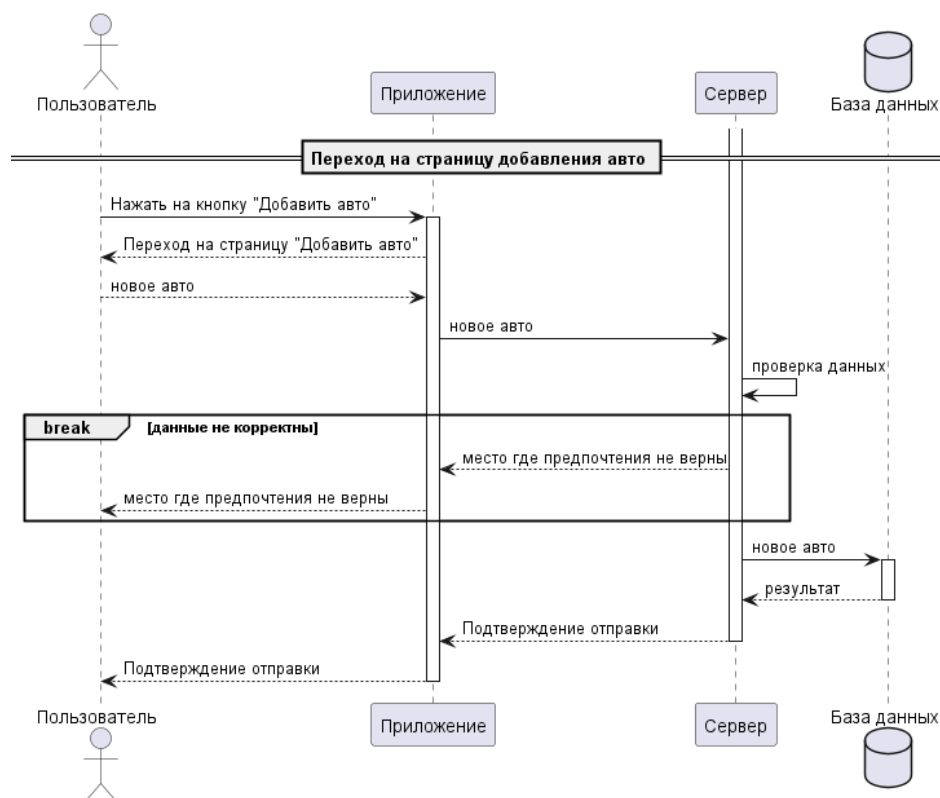 Пользователь
Приложение
Сервер
База данных
Переход на страницу добавления авто
Нажать на кнопку "Добавить авто"
Переход на страницу "Добавить авто"
новое авто
новое авто
проверка данных
break
[данные не корректны]
место где предпочтения не верны
место где предпочтения не верны
новое авто
результат
Подтверждение отправки
Подтверждение отправки
Пользователь
Приложение
Сервер
База данных